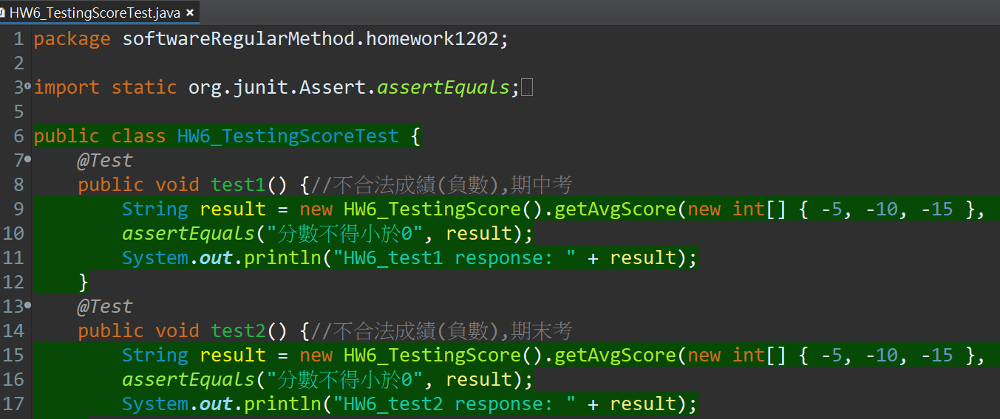 HW6_TestingScoreTest.java
1 package softwareRegularMethod.homework1202;
2
3 import static org.junit.Assert.assertEquals;
5
6 public class HW6_TestingScoreTest {
7 @Test
8 public void test1() {//不合法成績(負數),期中考
9 String result = new HW6_TestingScore().getAvgScore(new int[] { -5, -10, -15 },
10 assertEquals("分數不得小於0", result);
11 System.out.println("HW6_test1 response: " + result);
12 }
13 @Test
14 public void test2() {//不合法成績(負數),期末考
15 String result = new HW6_TestingScore().getAvgScore(new int[] { -5, -10, -15 },
16 assertEquals("分數不得小於0", result);
17 System.out.println("HW6_test2 response: " + result);